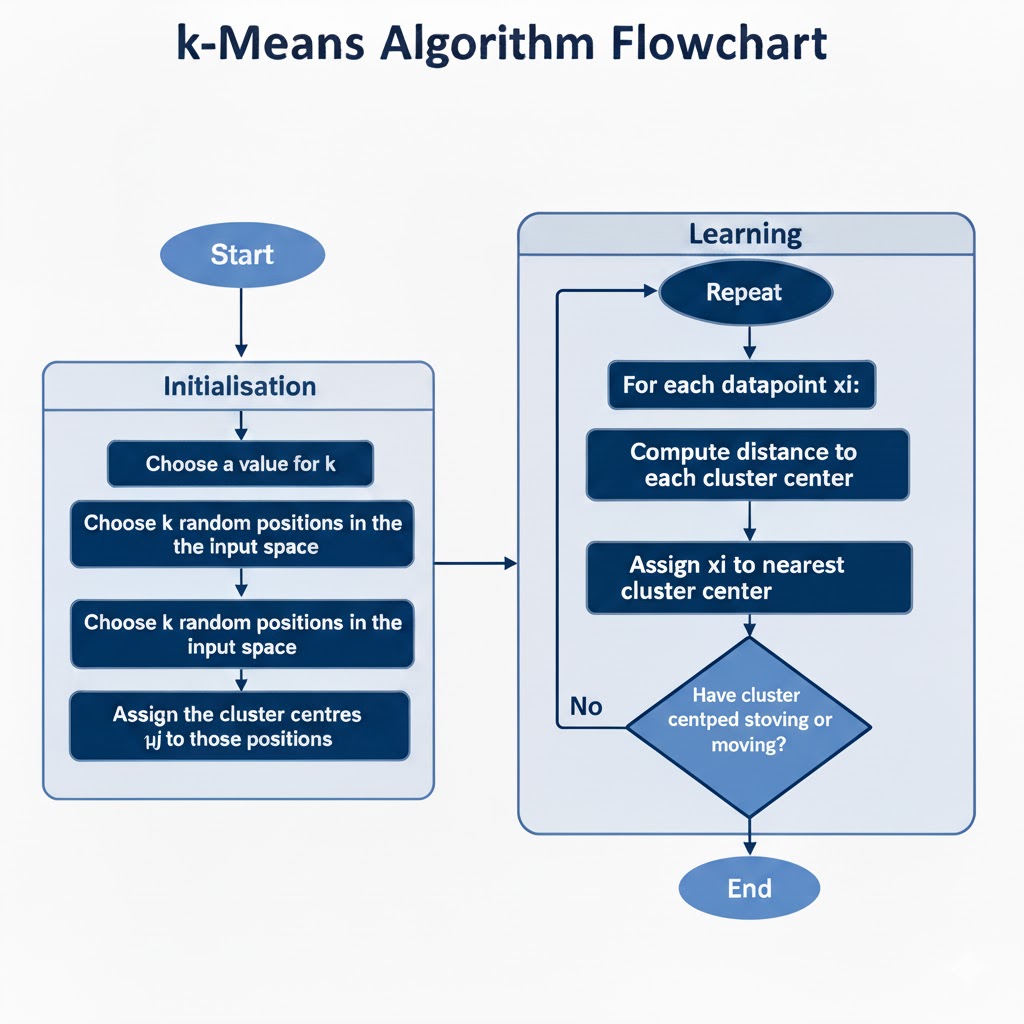 k-Means Algorithm Flowchart
Start
Initialisation
Choose a value for k
Choose k random positions in the
the input space
Choose k random positions in the
input space
Assign the cluster centres
μj to those positions
Learning
Repeat
For each datapoint xi:
Compute distance to
each cluster center
Assign xi to nearest
cluster center
Have cluster
centped stoving or
moving?
No
End